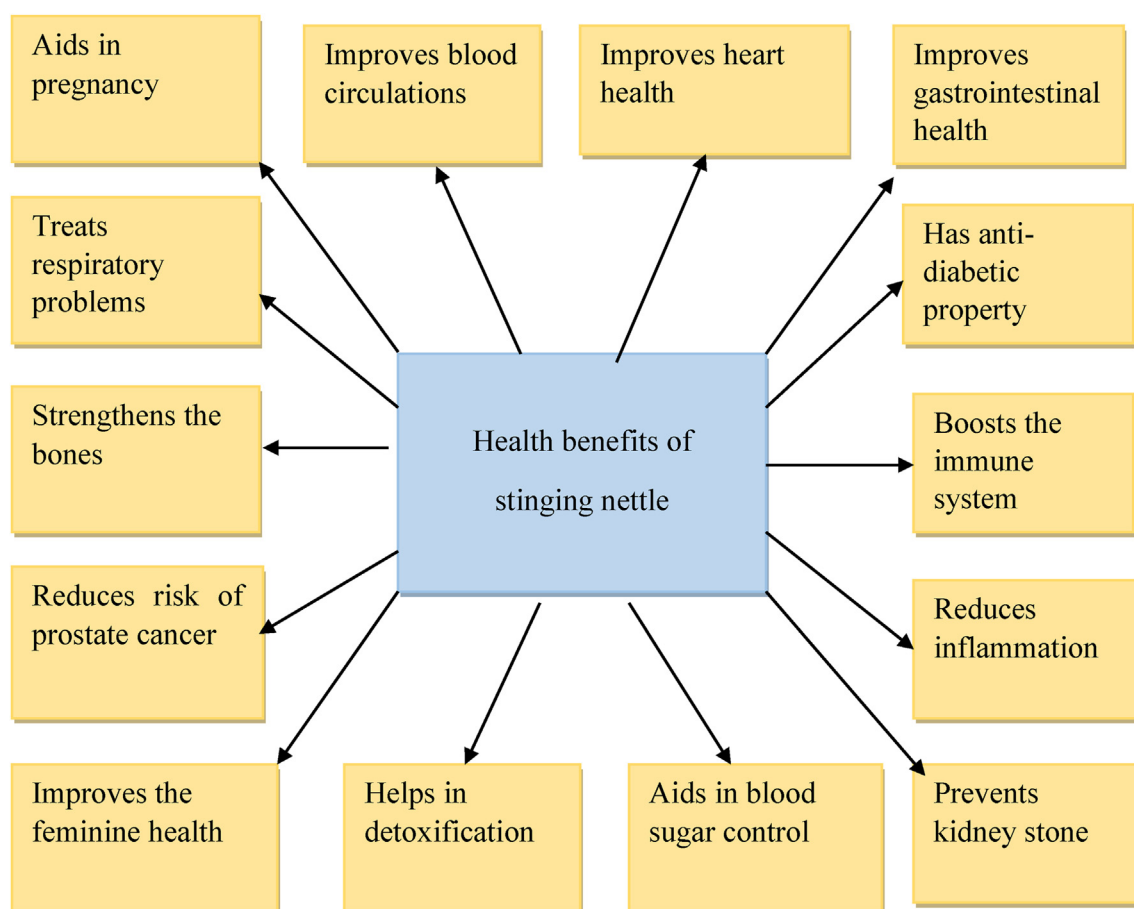 Aids in
pregnancy
Improves blood
circulations
Improves heart
health
Improves
gastrointestinal
health
Treats
respiratory
problems
Has anti-
diabetic
property
Strengthens the
bones
Health benefits of
stinging nettle
Boosts the
immune
system
Reduces risk of
prostate cancer
Reduces
inflammation
Improves the
feminine health
Helps in
detoxification
Aids in blood
sugar control
Prevents
kidney stone